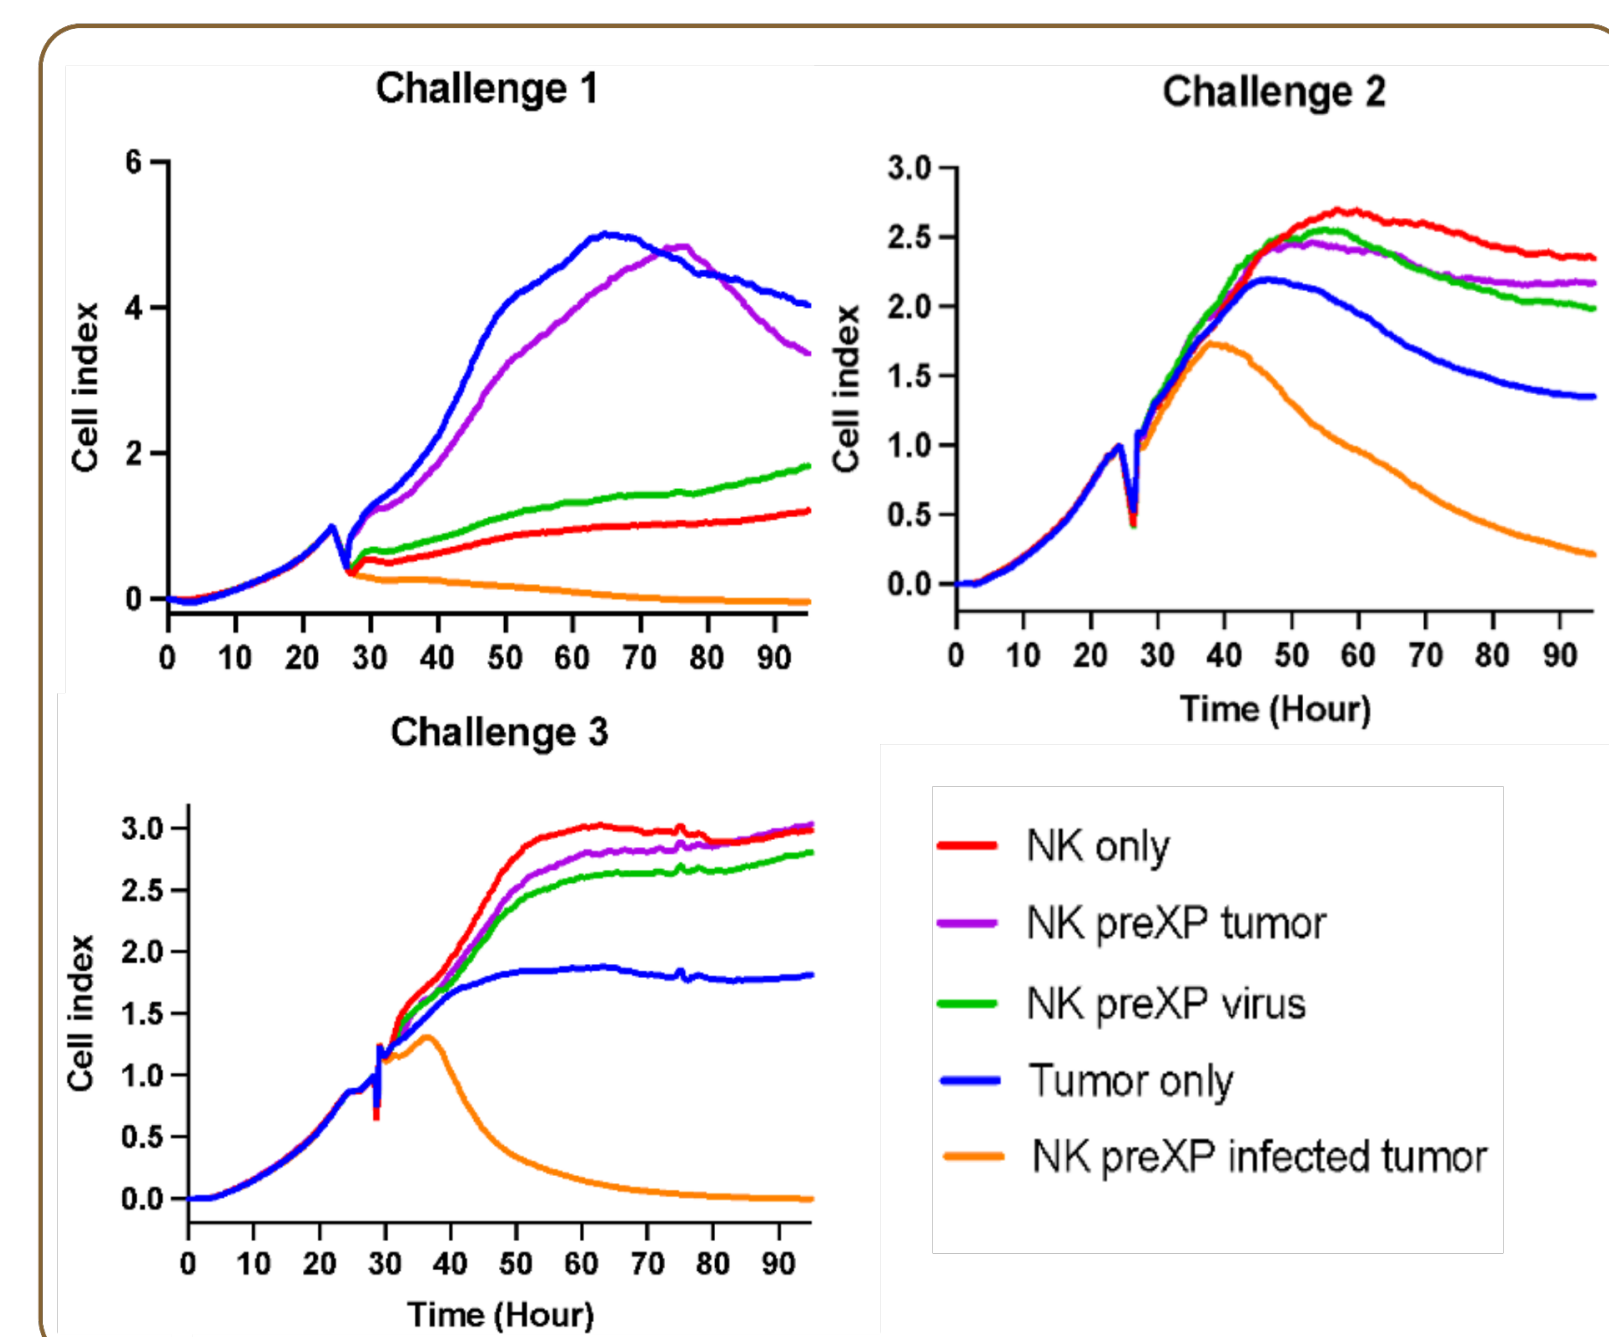 Challenge 1
Cell index
6
4
2
0
0 10 20 30 40 50 60 70 80 90
Challenge 2
Cell index
3.0
2.5
2.0
1.5
1.0
0.5
0.0
0 10 20 30 40 50 60 70 80 90
Time (Hour)
Challenge 3
Cell index
3.0
2.5
2.0
1.5
1.0
0.5
0.0
0 10 20 30 40 50 60 70 80 90
Time (Hour)
NK only
NK preXP tumor
NK preXP virus
Tumor only
NK preXP infected tumor